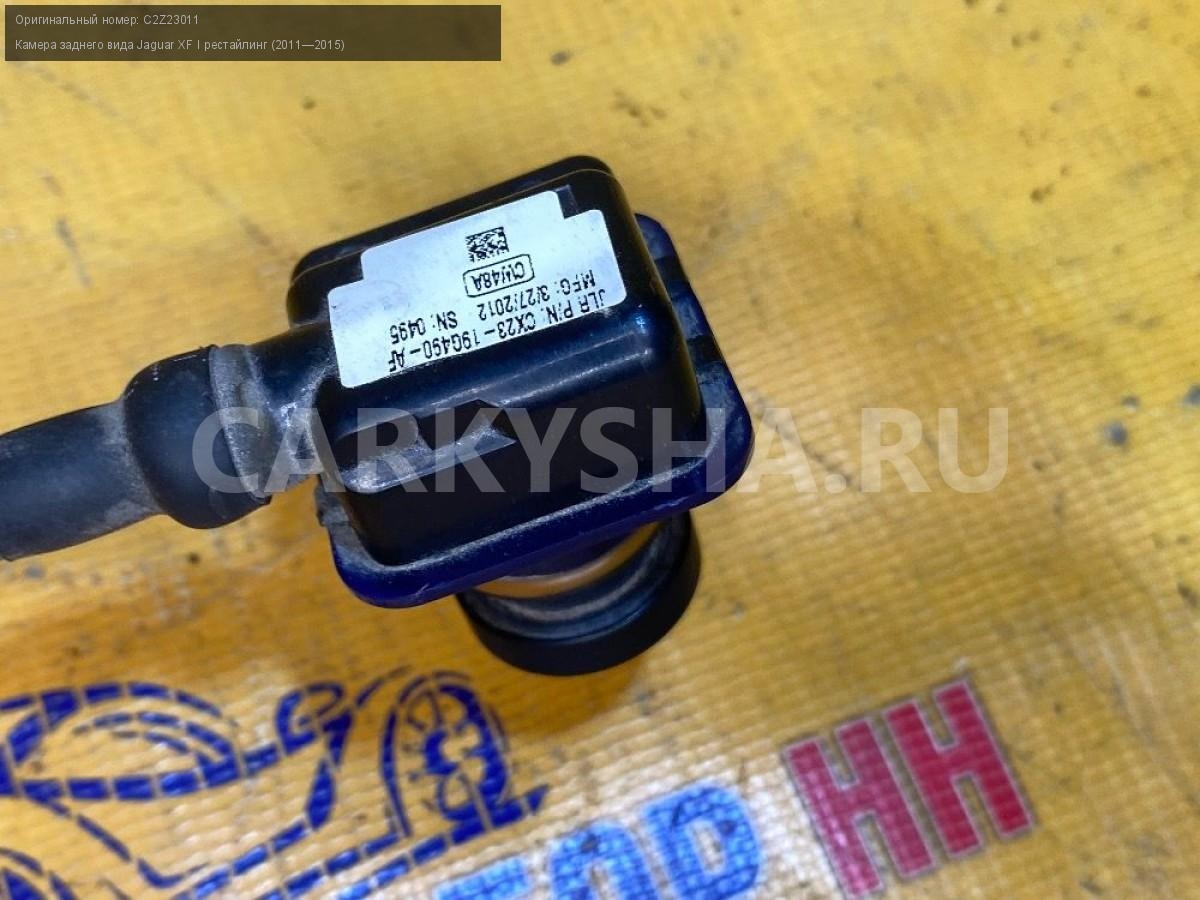 Оригинальный номер: C2Z23011
Камера заднего вида Jaguar XF I рестайлинг (2011—2015)
JLR P/N: CX23-19G490-AF
MFG: 3/27/2012 SN: 0495
CM48A
CARKYSHA.RU
НН